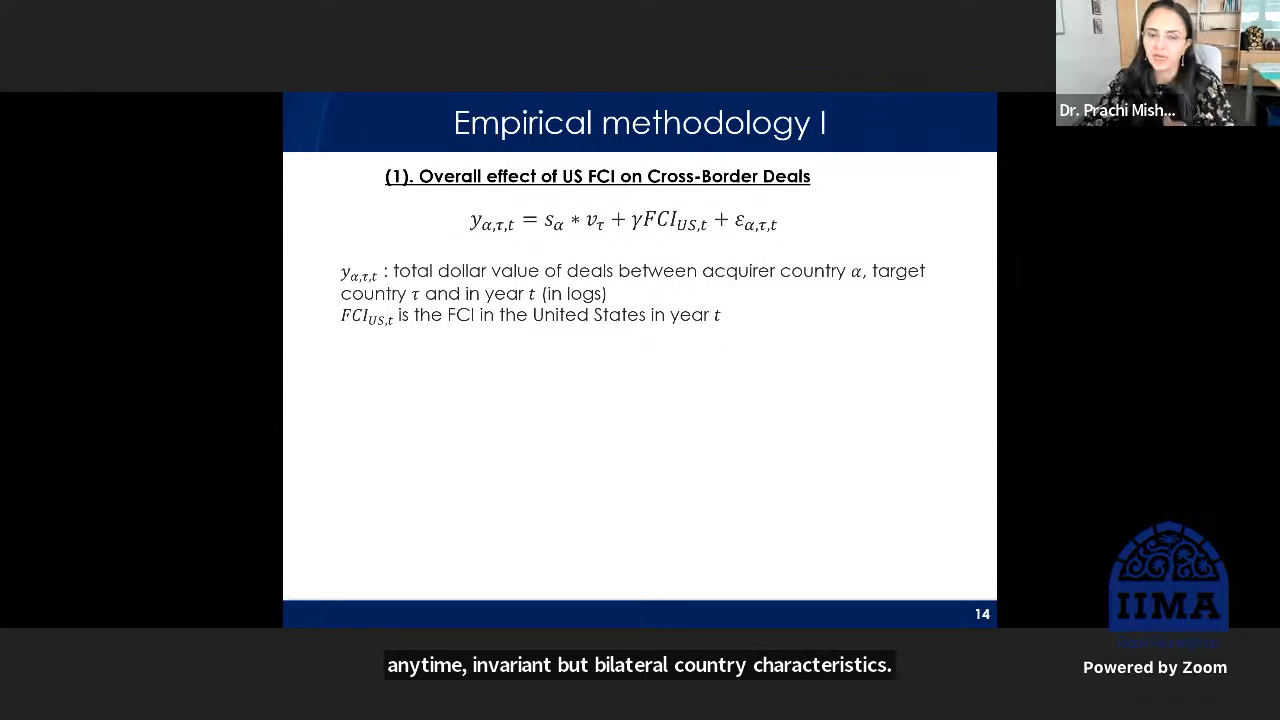 Dr. Prachi Mish...
Empirical methodology I
(1). Overall effect of US FCI on Cross-Border Deals
y_{α,τ,t} = s_α * v_τ + γFCI_{US,t} + ε_{α,τ,t}
y_{α,τ,t} : total dollar value of deals between acquirer country α, target
country τ and in year t (in logs)
FCI_{US,t} is the FCI in the United States in year t
14
IIMA
anytime, invariant but bilateral country characteristics.
Powered by Zoom